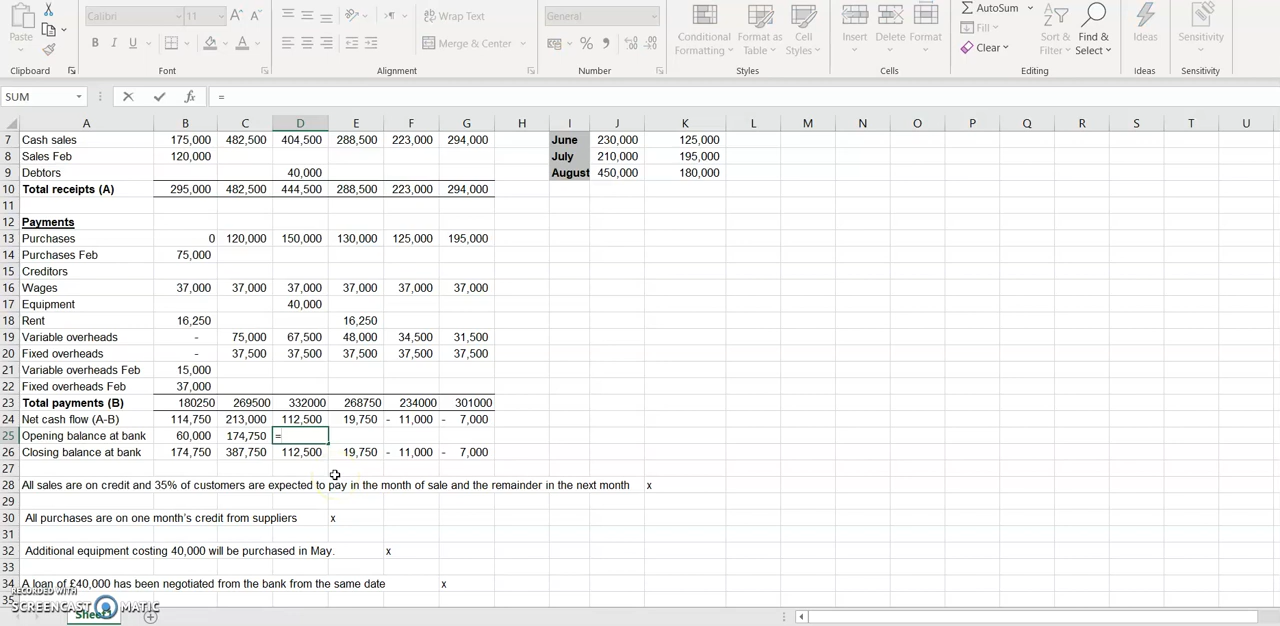 Calibri 11 A A General AutoSum
Paste B I U Wrap Text Merge & Center % Conditional Formatting Format as Table Cell Styles Insert Delete Format Fill Clear Sort & Filter Find & Select Ideas Sensitivity
Clipboard Font Alignment Number Styles Cells Editing Ideas Sensitivity
SUM fx =
A B C D E F G H I J K L M N O P Q R S T U
7 Cash sales 175,000 482,500 404,500 288,500 223,000 294,000 June 230,000 125,000
8 Sales Feb 120,000 July 210,000 195,000
9 Debtors 40,000 August 450,000 180,000
10 Total receipts (A) 295,000 482,500 444,500 288,500 223,000 294,000
11
12 Payments
13 Purchases 0 120,000 150,000 130,000 125,000 195,000
14 Purchases Feb 75,000
15 Creditors
16 Wages 37,000 37,000 37,000 37,000 37,000 37,000
17 Equipment 40,000
18 Rent 16,250 16,250
19 Variable overheads - 75,000 67,500 48,000 34,500 31,500
20 Fixed overheads - 37,500 37,500 37,500 37,500 37,500
21 Variable overheads Feb 15,000
22 Fixed overheads Feb 37,000
23 Total payments (B) 180250 269500 332000 268750 234000 301000
24 Net cash flow (A-B) 114,750 213,000 112,500 19,750 - 11,000 - 7,000
25 Opening balance at bank 60,000 174,750 =
26 Closing balance at bank 174,750 387,750 112,500 19,750 - 11,000 - 7,000
27
28 All sales are on credit and 35% of customers are expected to pay in the month of sale and the remainder in the next month x
29
30 All purchases are on one month's credit from suppliers x
31
32 Additional equipment costing 40,000 will be purchased in May. x
33
34 A loan of £40,000 has been negotiated from the bank from the same date x
35
RECORDED WITH
SCREENCAST MATIC
Sheet1